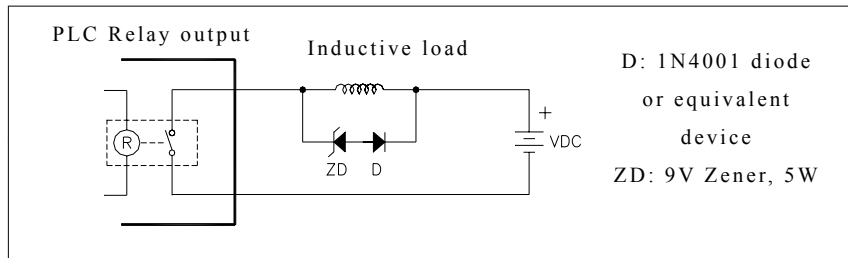 PLC Relay output
Inductive load
D: 1N4001 diode
or equivalent
device
ZD: 9V Zener, 5W
R
ZD
D
+
VDC